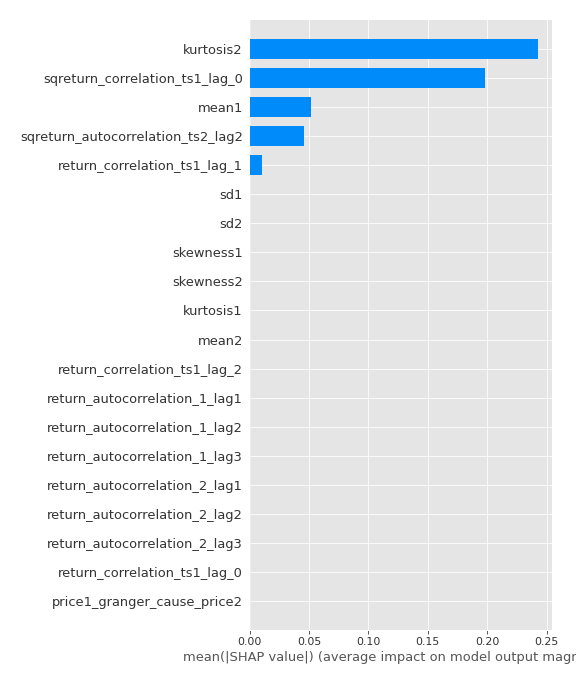 kurtosis2
sqreturn_correlation_ts1_lag_0
mean1
sqreturn_autocorrelation_ts2_lag2
return_correlation_ts1_lag_1
sd1
sd2
skewness1
skewness2
kurtosis1
mean2
return_correlation_ts1_lag_2
return_autocorrelation_1_lag1
return_autocorrelation_1_lag2
return_autocorrelation_1_lag3
return_autocorrelation_2_lag1
return_autocorrelation_2_lag2
return_autocorrelation_2_lag3
return_correlation_ts1_lag_0
price1_granger_cause_price2
0.00 0.05 0.10 0.15 0.20 0.25
mean(|SHAP value|) (average impact on model output magr